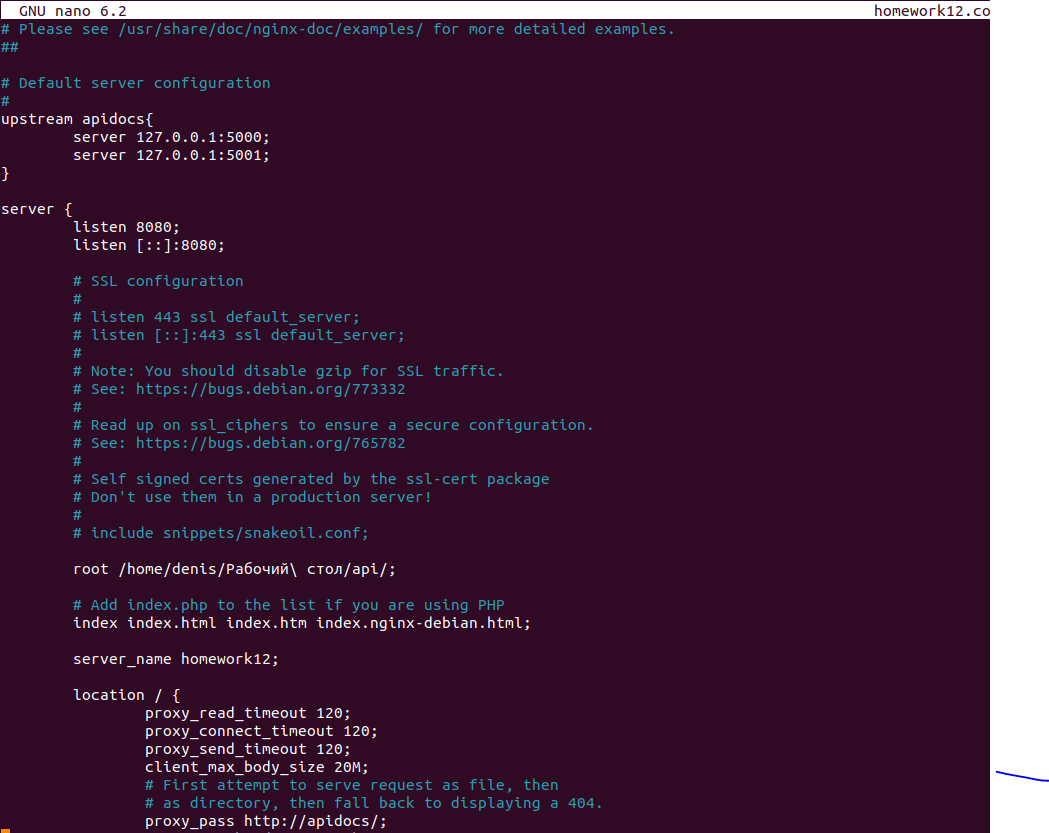 GNU nano 6.2 homework12.co
# Please see /usr/share/doc/nginx-doc/examples/ for more detailed examples.
##
# Default server configuration
#
upstream apidocs{
server 127.0.0.1:5000;
server 127.0.0.1:5001;
}
server {
listen 8080;
listen [::]:8080;
# SSL configuration
#
# listen 443 ssl default_server;
# listen [::]:443 ssl default_server;
#
# Note: You should disable gzip for SSL traffic.
# See: https://bugs.debian.org/773332
#
# Read up on ssl_ciphers to ensure a secure configuration.
# See: https://bugs.debian.org/765782
#
# Self signed certs generated by the ssl-cert package
# Don't use them in a production server!
#
# include snippets/snakeoil.conf;
root /home/denis/Рабочий\ стол/api/;
# Add index.php to the list if you are using PHP
index index.html index.htm index.nginx-debian.html;
server_name homework12;
location / {
proxy_read_timeout 120;
proxy_connect_timeout 120;
proxy_send_timeout 120;
client_max_body_size 20M;
# First attempt to serve request as file, then
# as directory, then fall back to displaying a 404.
proxy_pass http://apidocs/;